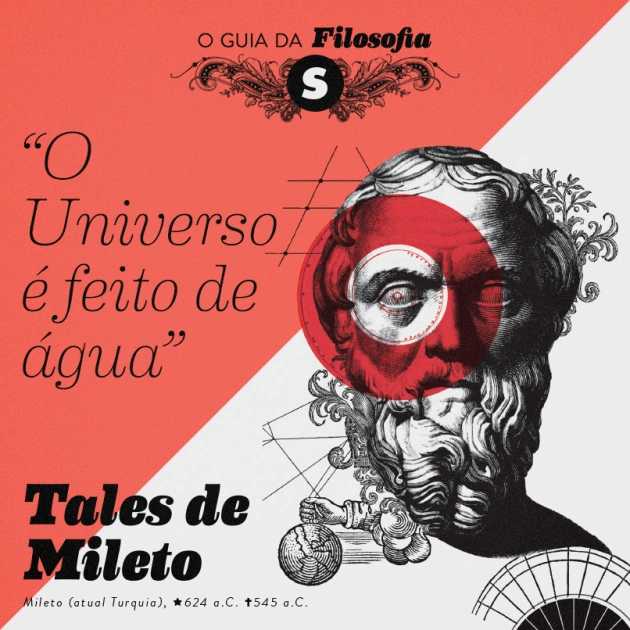 O GUIA DA Filosofia
S
“O
Universo
é feito de
água”
Tales de
Mileto
Mileto (atual Turquia), ★624 a.C. ✝545 a.C.